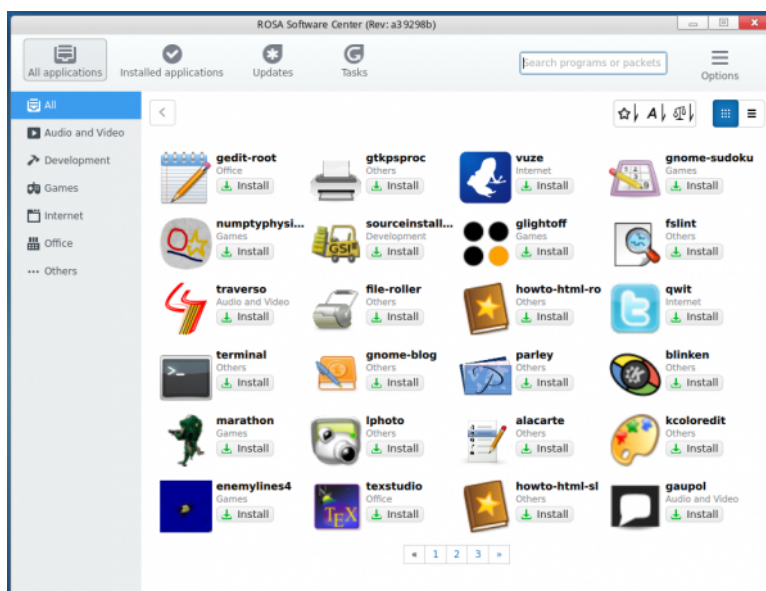 ROSA Software Center (Rev: a39298b)
All applications
Installed applications
Updates
Tasks
Search programs or packets
Options
All
Audio and Video
Development
Games
Internet
Office
Others
gedit-root
Office
Install
gtkpsproc
Others
Install
vuze
Internet
Install
gnome-sudoku
Games
Install
numptyphysi...
Games
Install
sourceinstall...
Development
Install
GSI
glightoff
Games
Install
fslint
Others
Install
traverso
Audio and Video
Install
file-roller
Others
Install
howto-html-ro
Others
Install
qwit
Internet
Install
terminal
Others
Install
gnome-blog
Others
Install
parley
Others
Install
blinken
Others
Install
marathon
Games
Install
lphoto
Others
Install
alacarte
Others
Install
kcoloredit
Others
Install
enemylines4
Games
Install
TEX
texstudio
Office
Install
howto-html-sl
Others
Install
gaupol
Audio and Video
Install
« 1 2 3 »